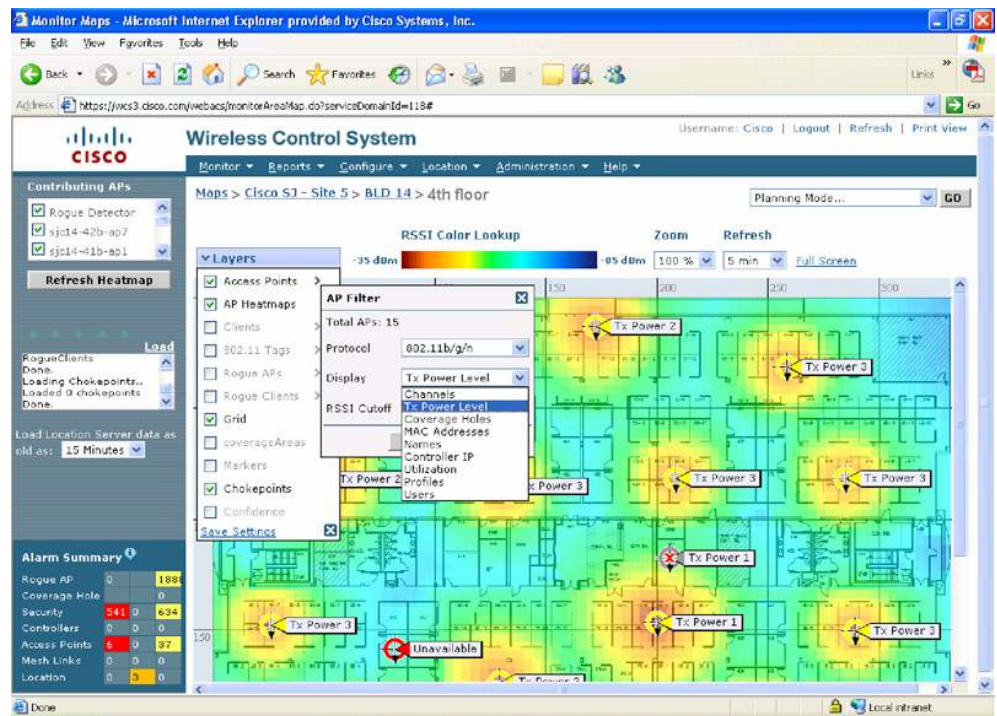 Monitor Maps - Microsoft Internet Explorer provided by Cisco Systems, Inc.
File Edit View Favorites Tools Help
Back Search Favorites Links
Address https://wcs3.cisco.com/webacs/monitorAreaMap.do?serviceDomainId=118# Go
CISCO
Wireless Control System
Username: Cisco | Logout | Refresh | Print View
Monitor Reports Configure Location Administration Help
Contributing APs
Rogue Detector
sjc14-42b-ap7
sjc14-41b-ap1
Refresh Heatmap
Load
RogueClients
Done.
Loading Chokepoints..
Loaded 0 chokepoints
Done.
Load Location Server data as
old as: 15 Minutes
Maps > Cisco SJ - Site 5 > BLD 14 > 4th floor
Planning Mode... GO
RSSI Color Lookup Zoom Refresh
-35 dBm -85 dBm 100 % 5 min Full Screen
Layers
Access Points
AP Heatmaps
Clients
802.11 Tags
Rogue APs
Rogue Clients
Grid
coverageAreas
Markers
Chokepoints
Confidence
Save Settings
AP Filter
Total APs: 15
Protocol 802.11b/g/n
Display Tx Power Level
RSSI Cutoff
Channels
Tx Power Level
Coverage Holes
MAC Addresses
Names
Controller IP
Utilization
Profiles
Users
150 200 250 300
Tx Power 2
Tx Power 3
Tx Power 2
Tx Power 3
Tx Power 3
Tx Power 3
Tx Power 1
Tx Power 3
Tx Power 1
Tx Power 3
150
Unavailable
Tx Power 2
Alarm Summary
Rogue AP 0 188
Coverage Hole 0
Security 541 0 634
Controllers 0 0 0
Access Points 6 0 37
Mesh Links 0 0 0
Location 0 3 0
Done Local intranet